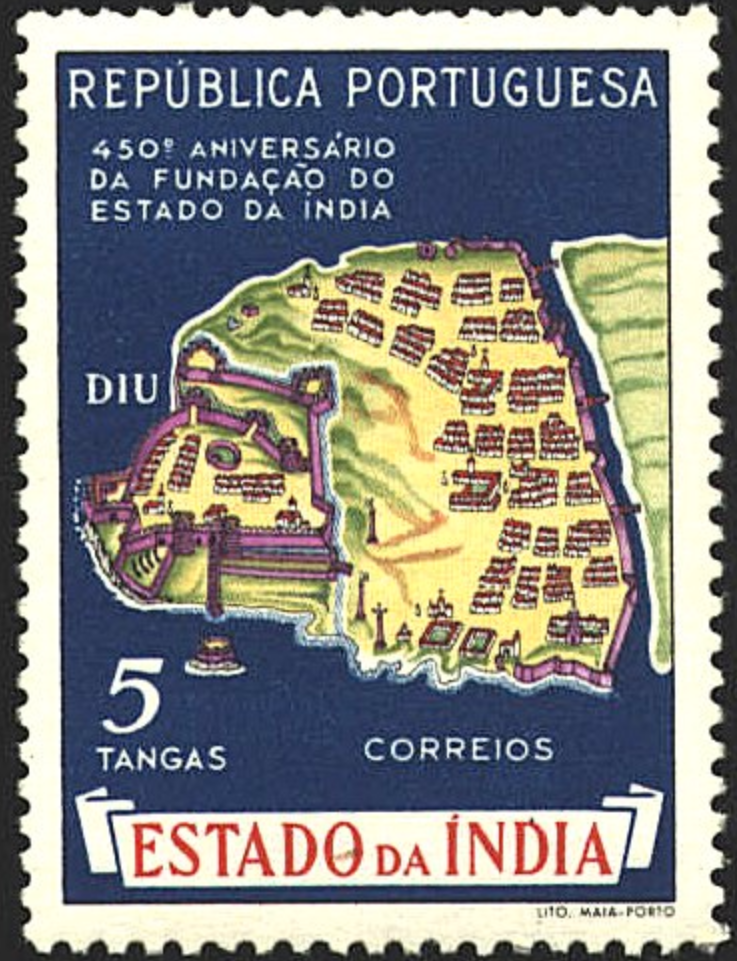 REPÚBLICA PORTUGUESA
450º ANIVERSÁRIO
DA FUNDAÇÃO DO
ESTADO DA ÍNDIA
DIU
5
TANGAS
CORREIOS
ESTADO DA ÍNDIA
LITO. MAIA-PORTO